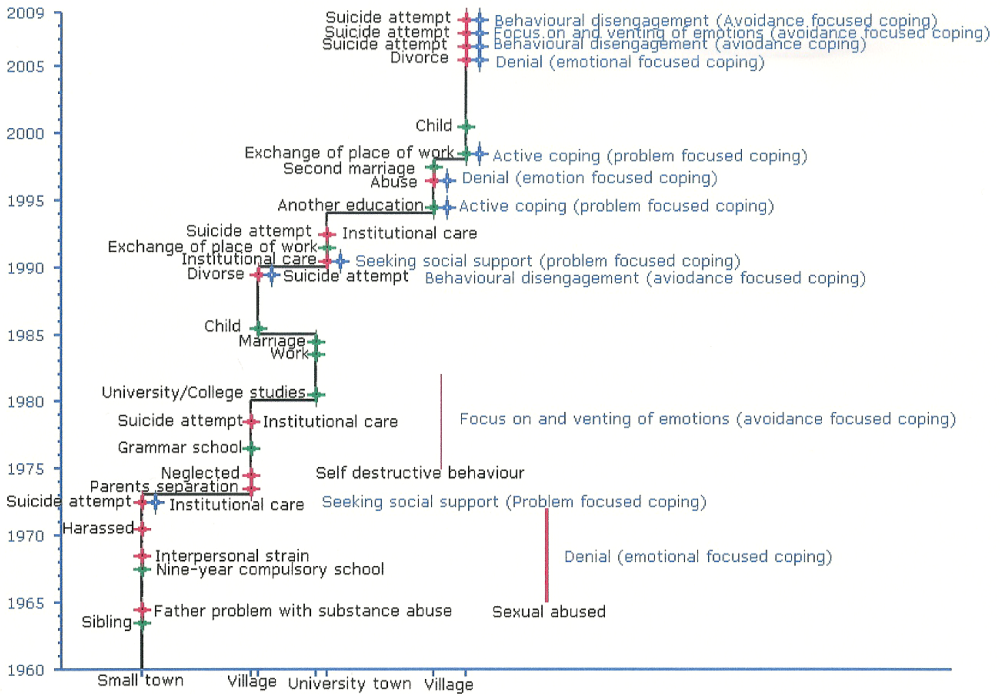 2009
Suicide attempt Behavioural disengagement (Avoidance focused coping)
Suicide attempt Focus on and venting of emotions (avoidance focused coping)
Suicide attempt Behavioural disengagement (aviodance focused coping)
Divorce Denial (emotional focused coping)
2005
2000 Child
Exchange of place of work Active coping (problem focused coping)
Second marriage
Abuse Denial (emotion focused coping)
1995 Another education Active coping (problem focused coping)
Suicide attempt Institutional care
Exchange of place of work
Institutional care Seeking social support (problem focused coping)
1990
Divorse Suicide attempt Behavioural disengagement (aviodance focused coping)
Child
1985 Marriage
Work
University/College studies
1980
Suicide attempt Institutional care Focus on and venting of emotions (avoidance focused coping)
Grammar school
1975 Neglected Self destructive behaviour
Parents separation
Suicide attempt Institutional care Seeking social support (Problem focused coping)
Harassed
1970
Interpersonal strain Denial (emotional focused coping)
Nine-year compulsory school
1965
Father problem with substance abuse Sexual abused
Sibling
1960
Small town Village University town Village